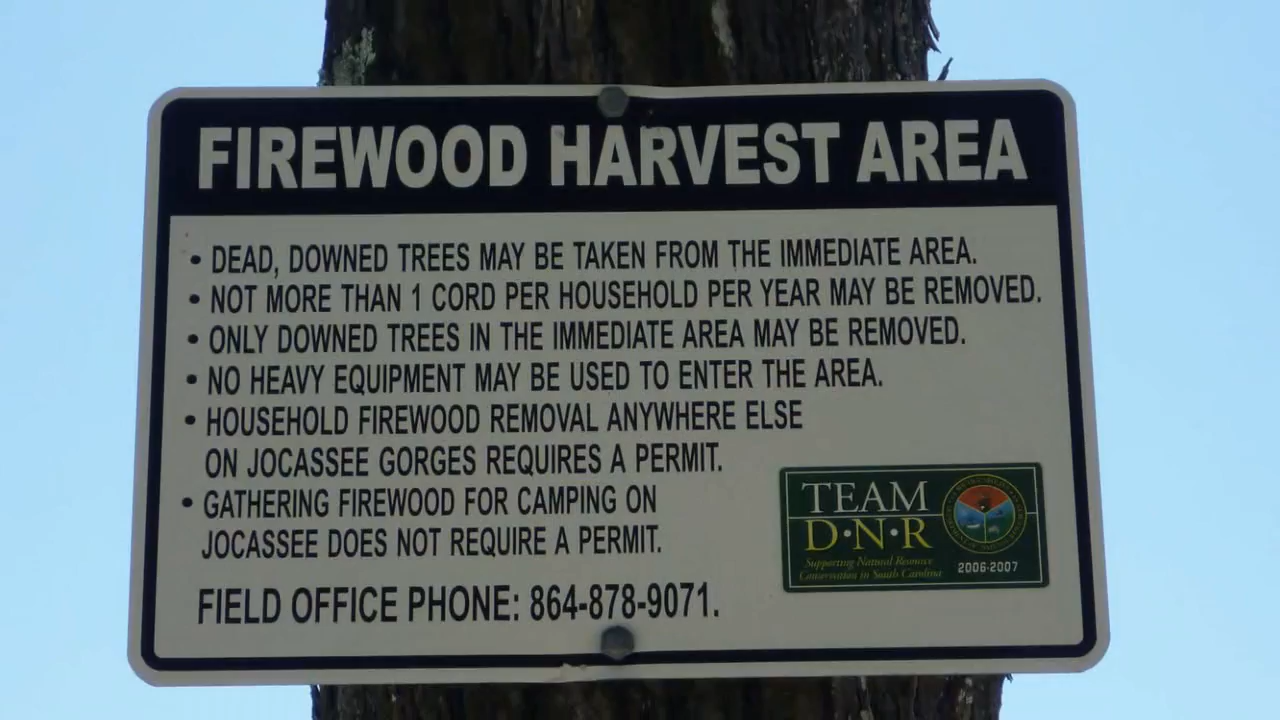 FIREWOOD HARVEST AREA
• DEAD, DOWNED TREES MAY BE TAKEN FROM THE IMMEDIATE AREA.
• NOT MORE THAN 1 CORD PER HOUSEHOLD PER YEAR MAY BE REMOVED.
• ONLY DOWNED TREES IN THE IMMEDIATE AREA MAY BE REMOVED.
• NO HEAVY EQUIPMENT MAY BE USED TO ENTER THE AREA.
• HOUSEHOLD FIREWOOD REMOVAL ANYWHERE ELSE
ON JOCASSEE GORGES REQUIRES A PERMIT.
• GATHERING FIREWOOD FOR CAMPING ON
JOCASSEE DOES NOT REQUIRE A PERMIT.
FIELD OFFICE PHONE: 864-878-9071.
TEAM
D·N·R
Supporting Natural Resource
Conservation in South Carolina
2006-2007